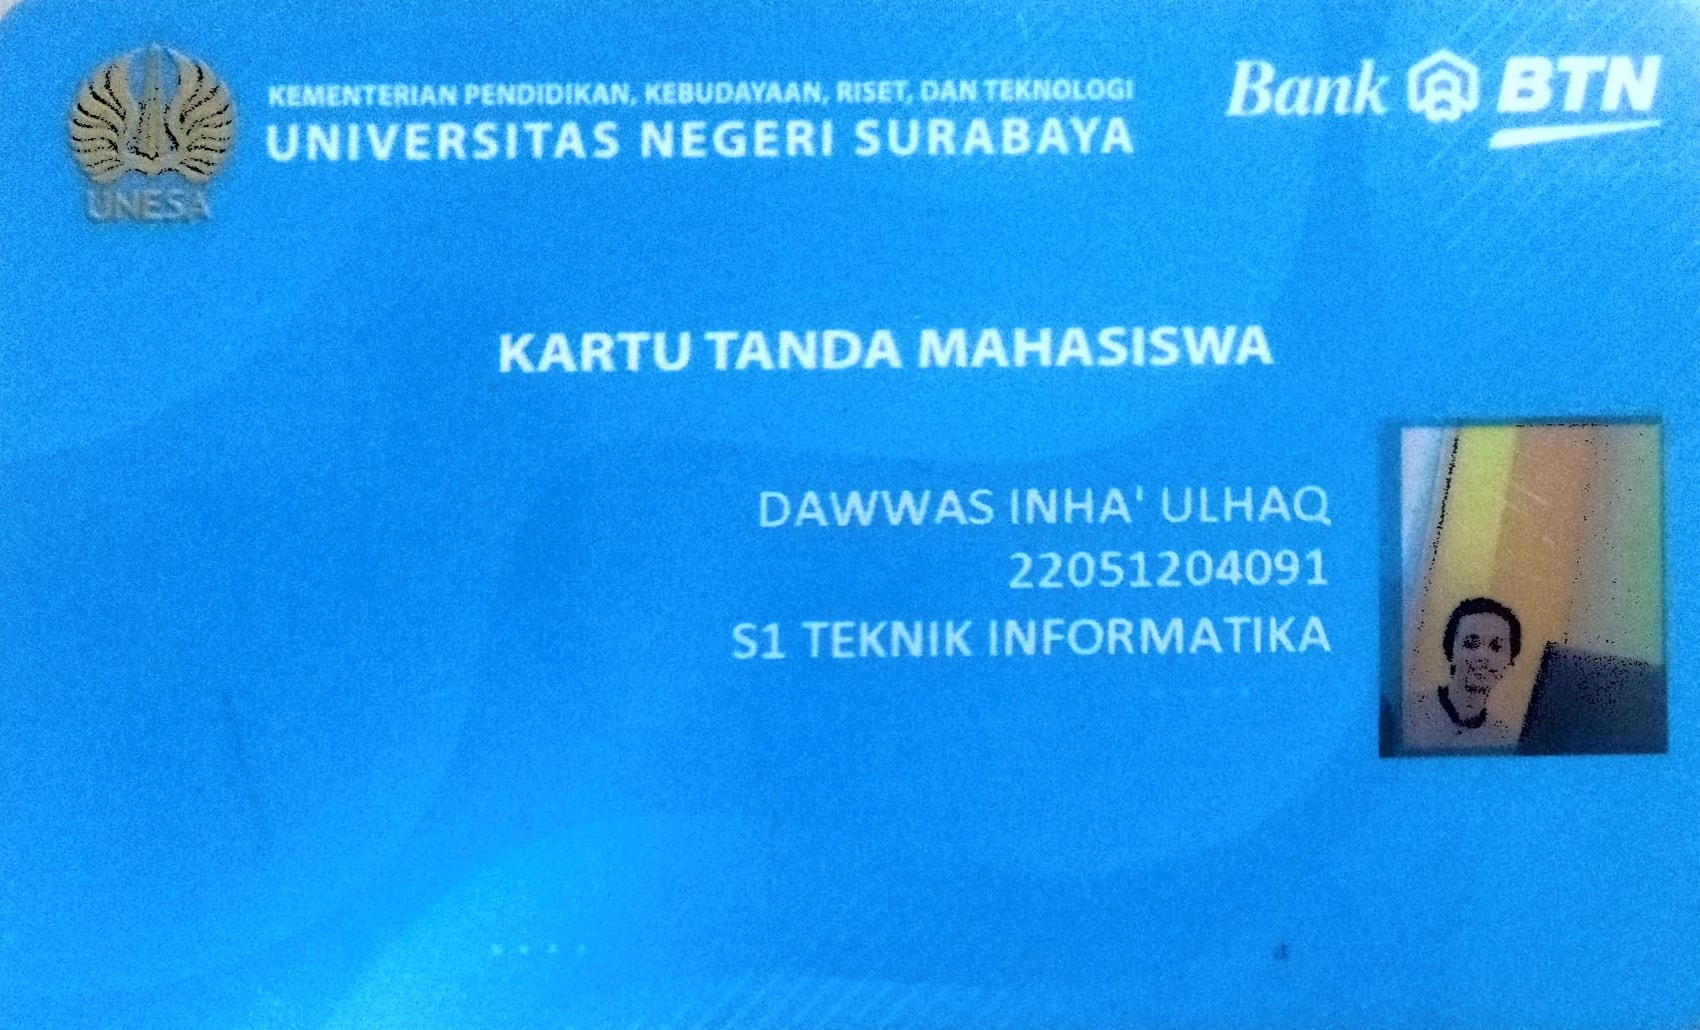 KEMENTERIAN PENDIDIKAN, KEBUDAYAAN, RISET, DAN TEKNOLOGI
UNIVERSITAS NEGERI SURABAYA
UNESA
Bank BTN
KARTU TANDA MAHASISWA
DAWWAS INHA' ULHAQ
22051204091
S1 TEKNIK INFORMATIKA